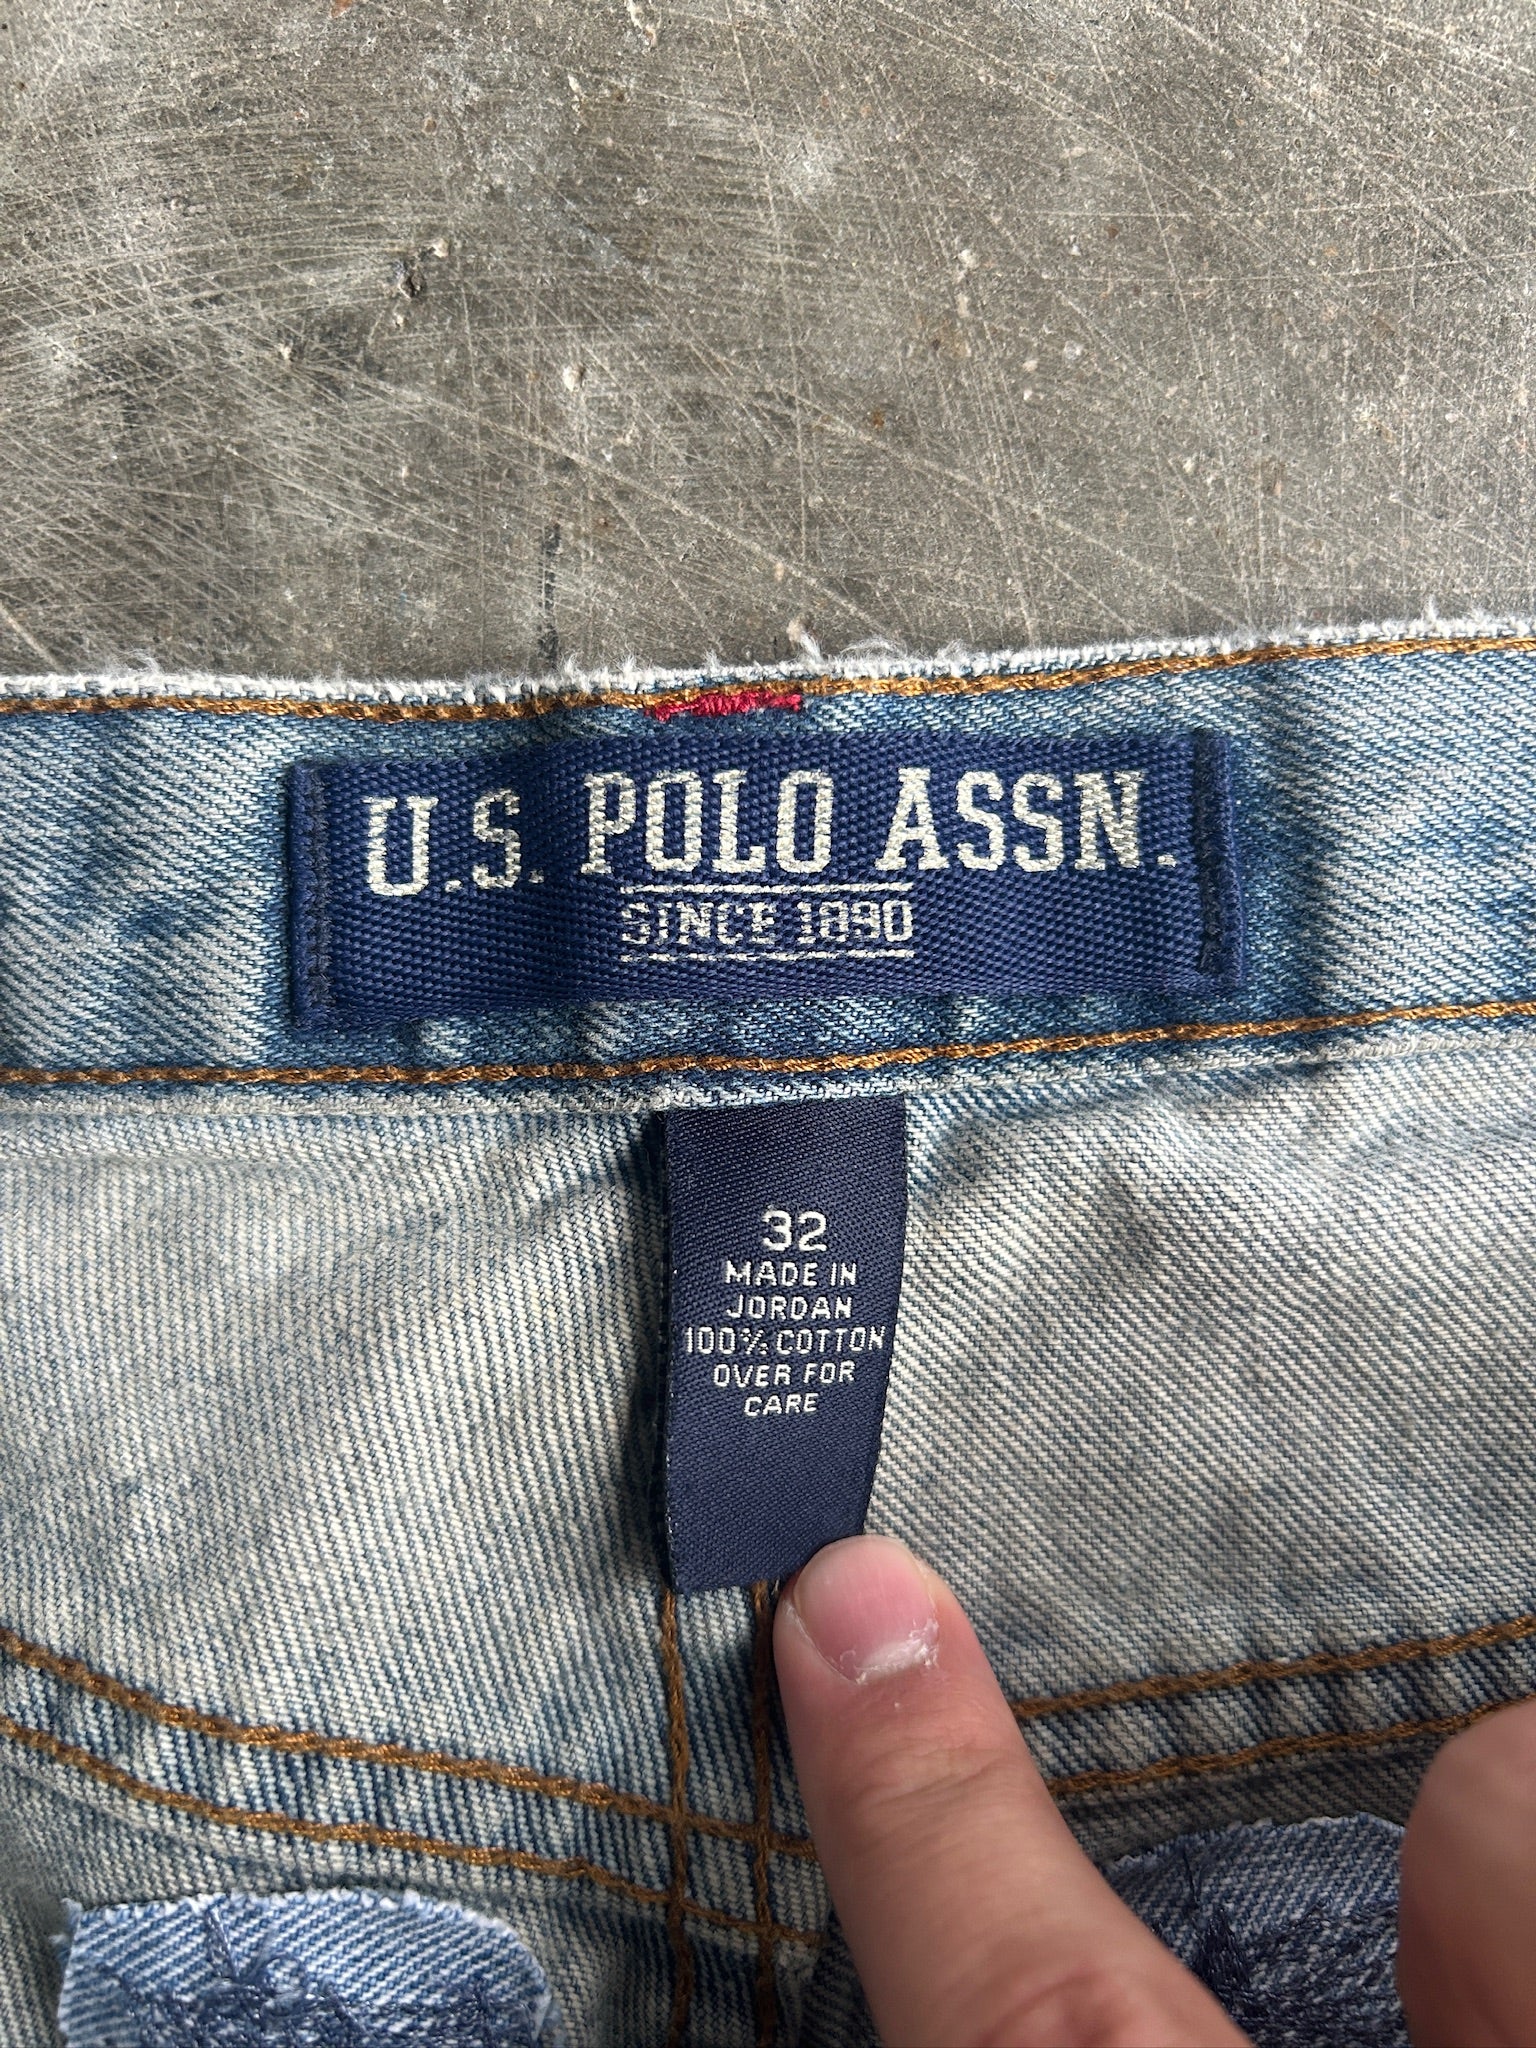 U.S. POLO ASSN.
SINCE 1890
32
MADE IN
JORDAN
100% COTTON
OVER FOR
CARE